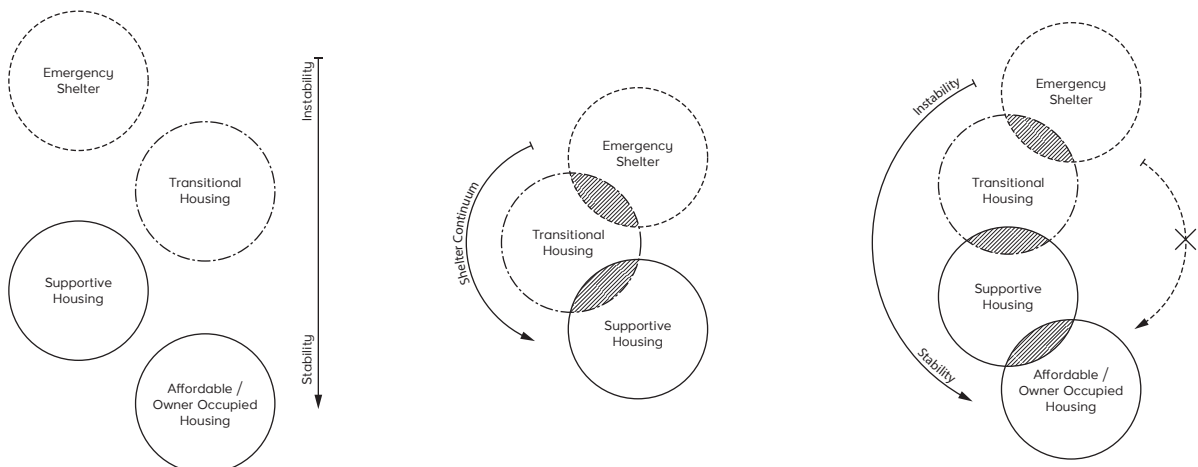 Emergency
Shelter
Transitional
Housing
Supportive
Housing
Affordable /
Owner Occupied
Housing
Instability
Stability
Shelter Continuum
Emergency
Shelter
Transitional
Housing
Supportive
Housing
Instability
Stability
Emergency
Shelter
Transitional
Housing
Supportive
Housing
Affordable /
Owner Occupied
Housing